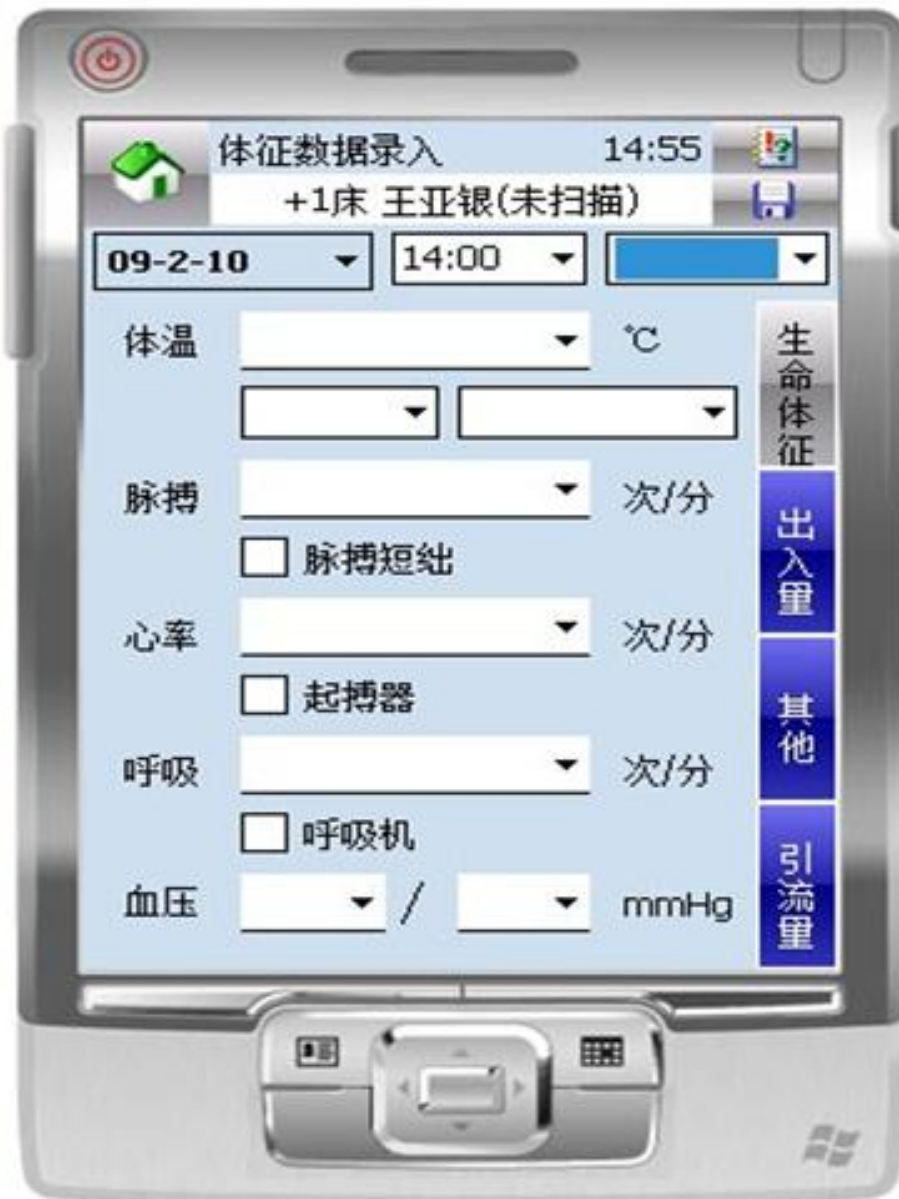 体征数据录入 14:55
+1床 王亚银(未扫描)
09-2-10 14:00
体温 ℃
脉搏 次/分
脉搏短绌
心率 次/分
起搏器
呼吸 次/分
呼吸机
血压 / mmHg
生命体征
出入量
其他
引流量